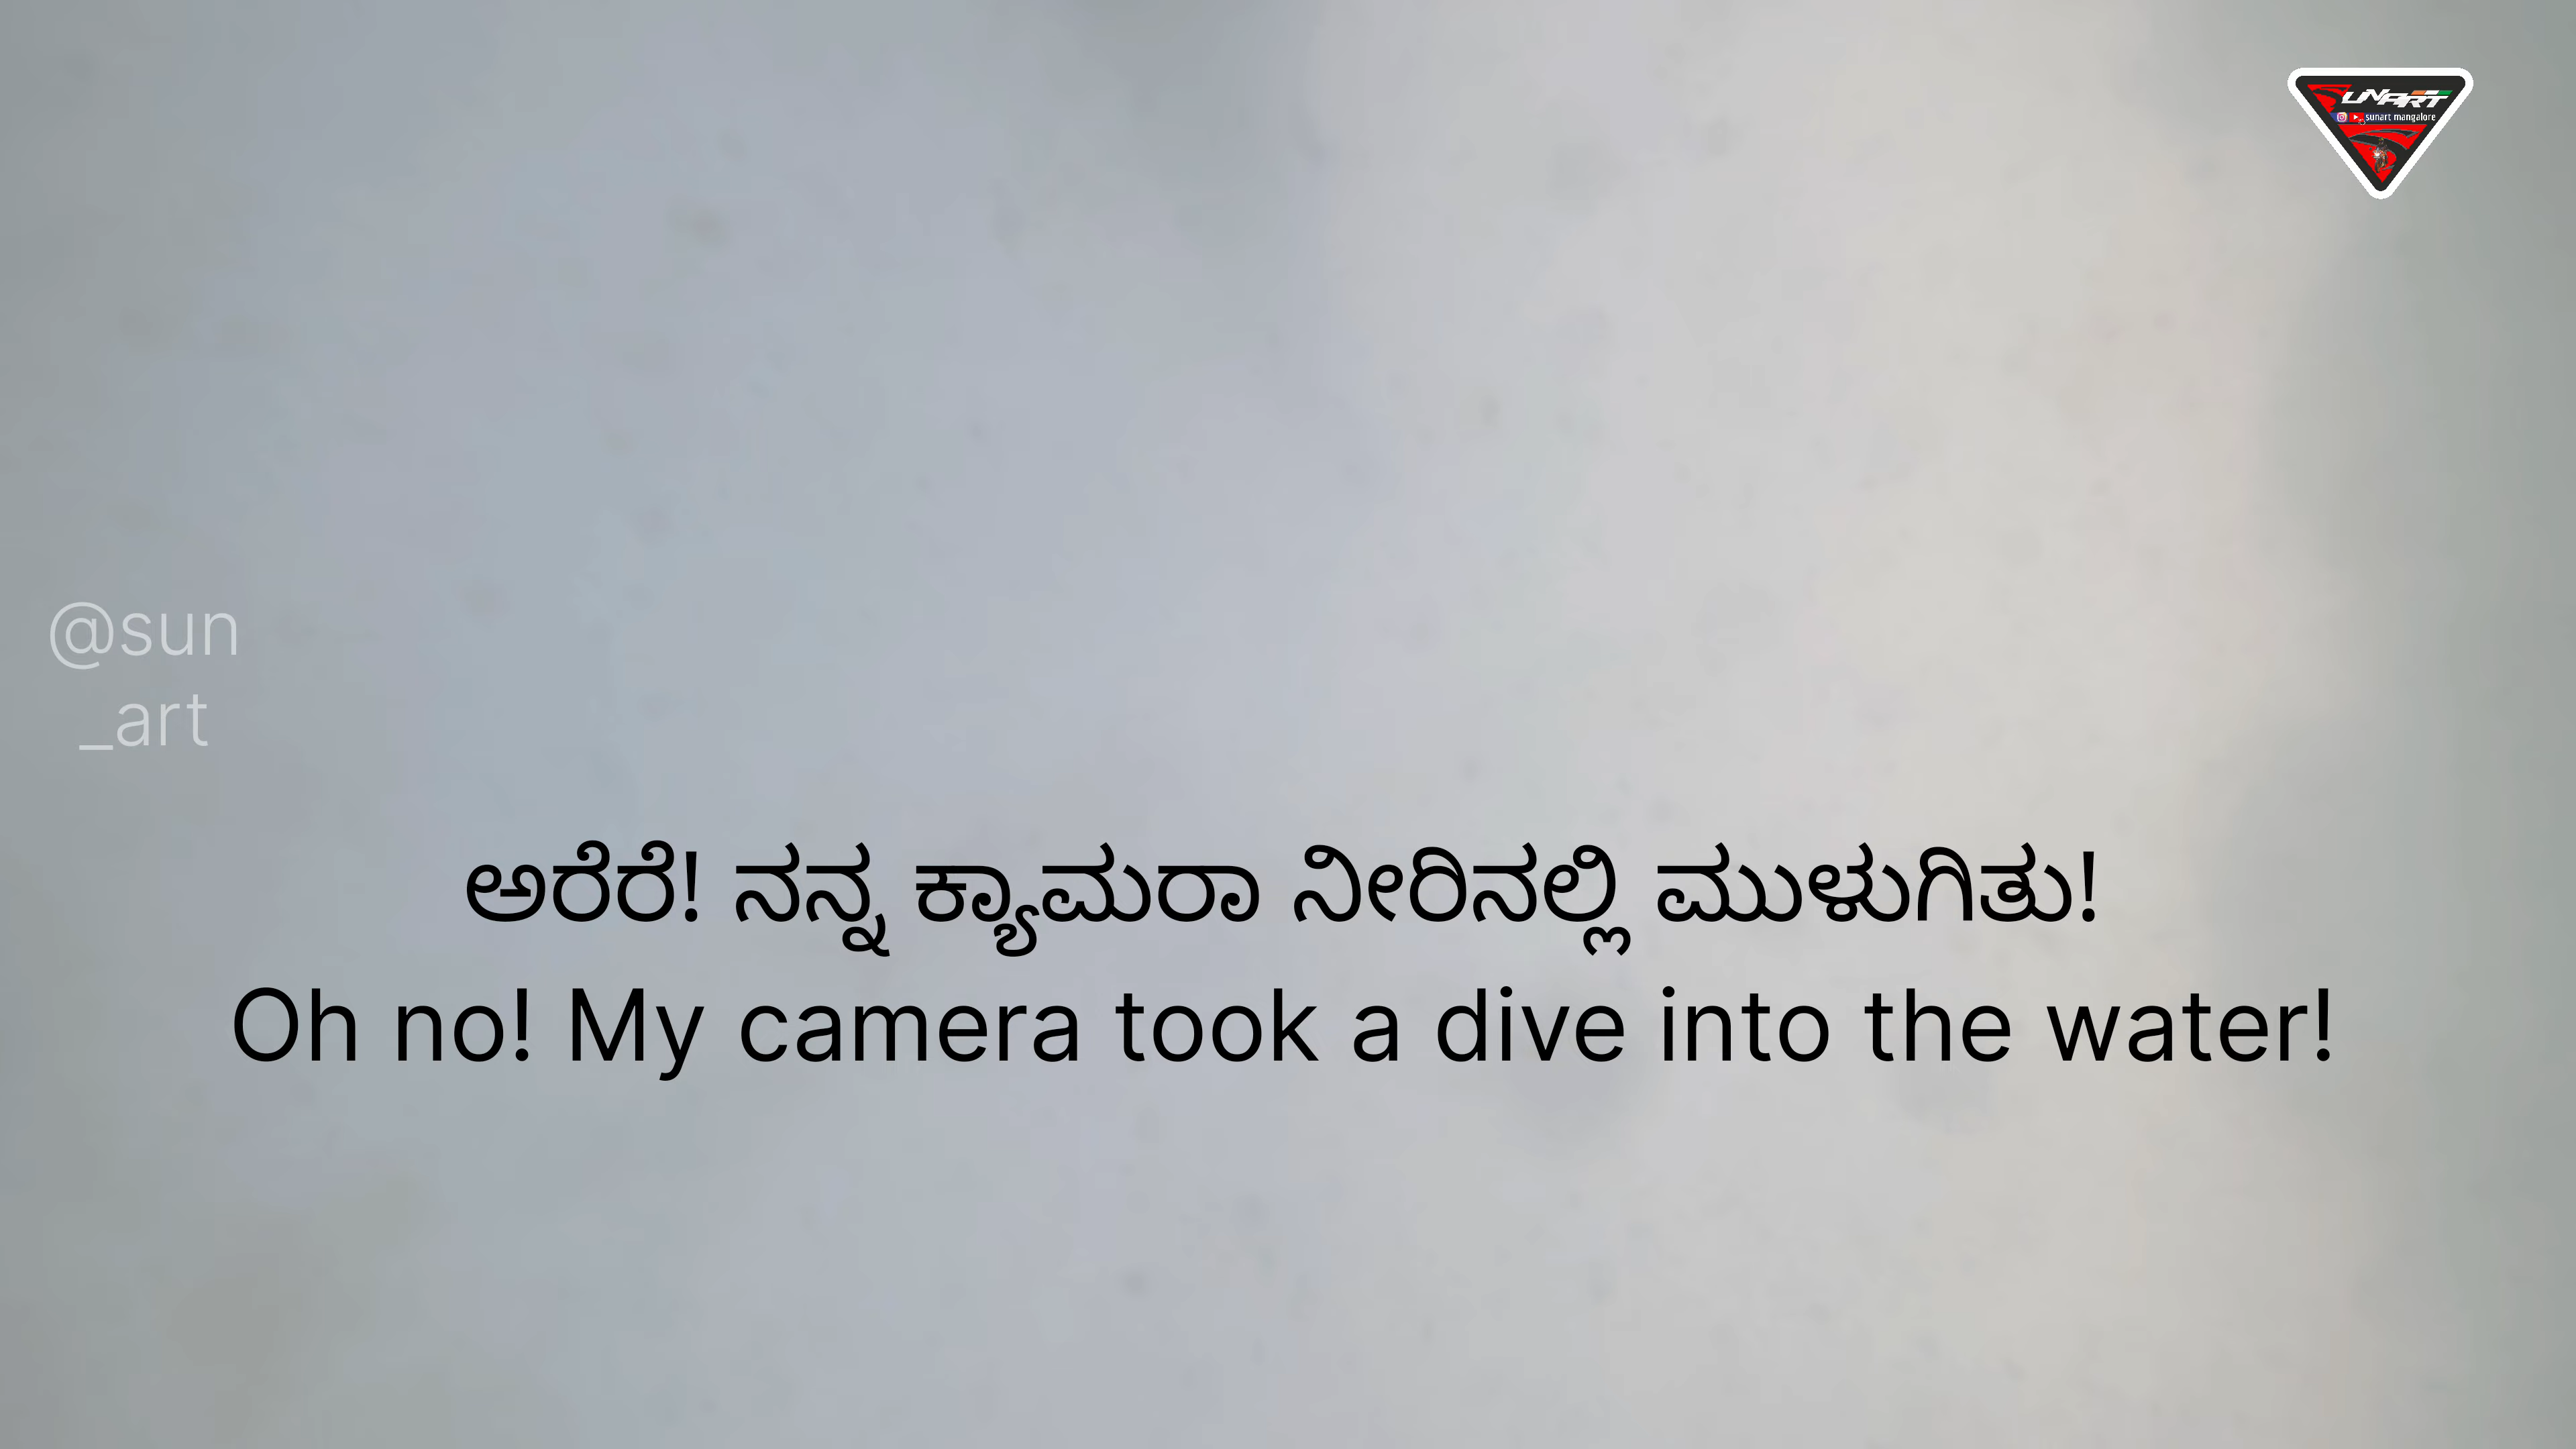 UNART
sunart mangalore
@sun
_art
ಅರೆರೆ! ನನ್ನ ಕ್ಯಾಮರಾ ನೀರಿನಲ್ಲಿ ಮುಳುಗಿತು!
Oh no! My camera took a dive into the water!